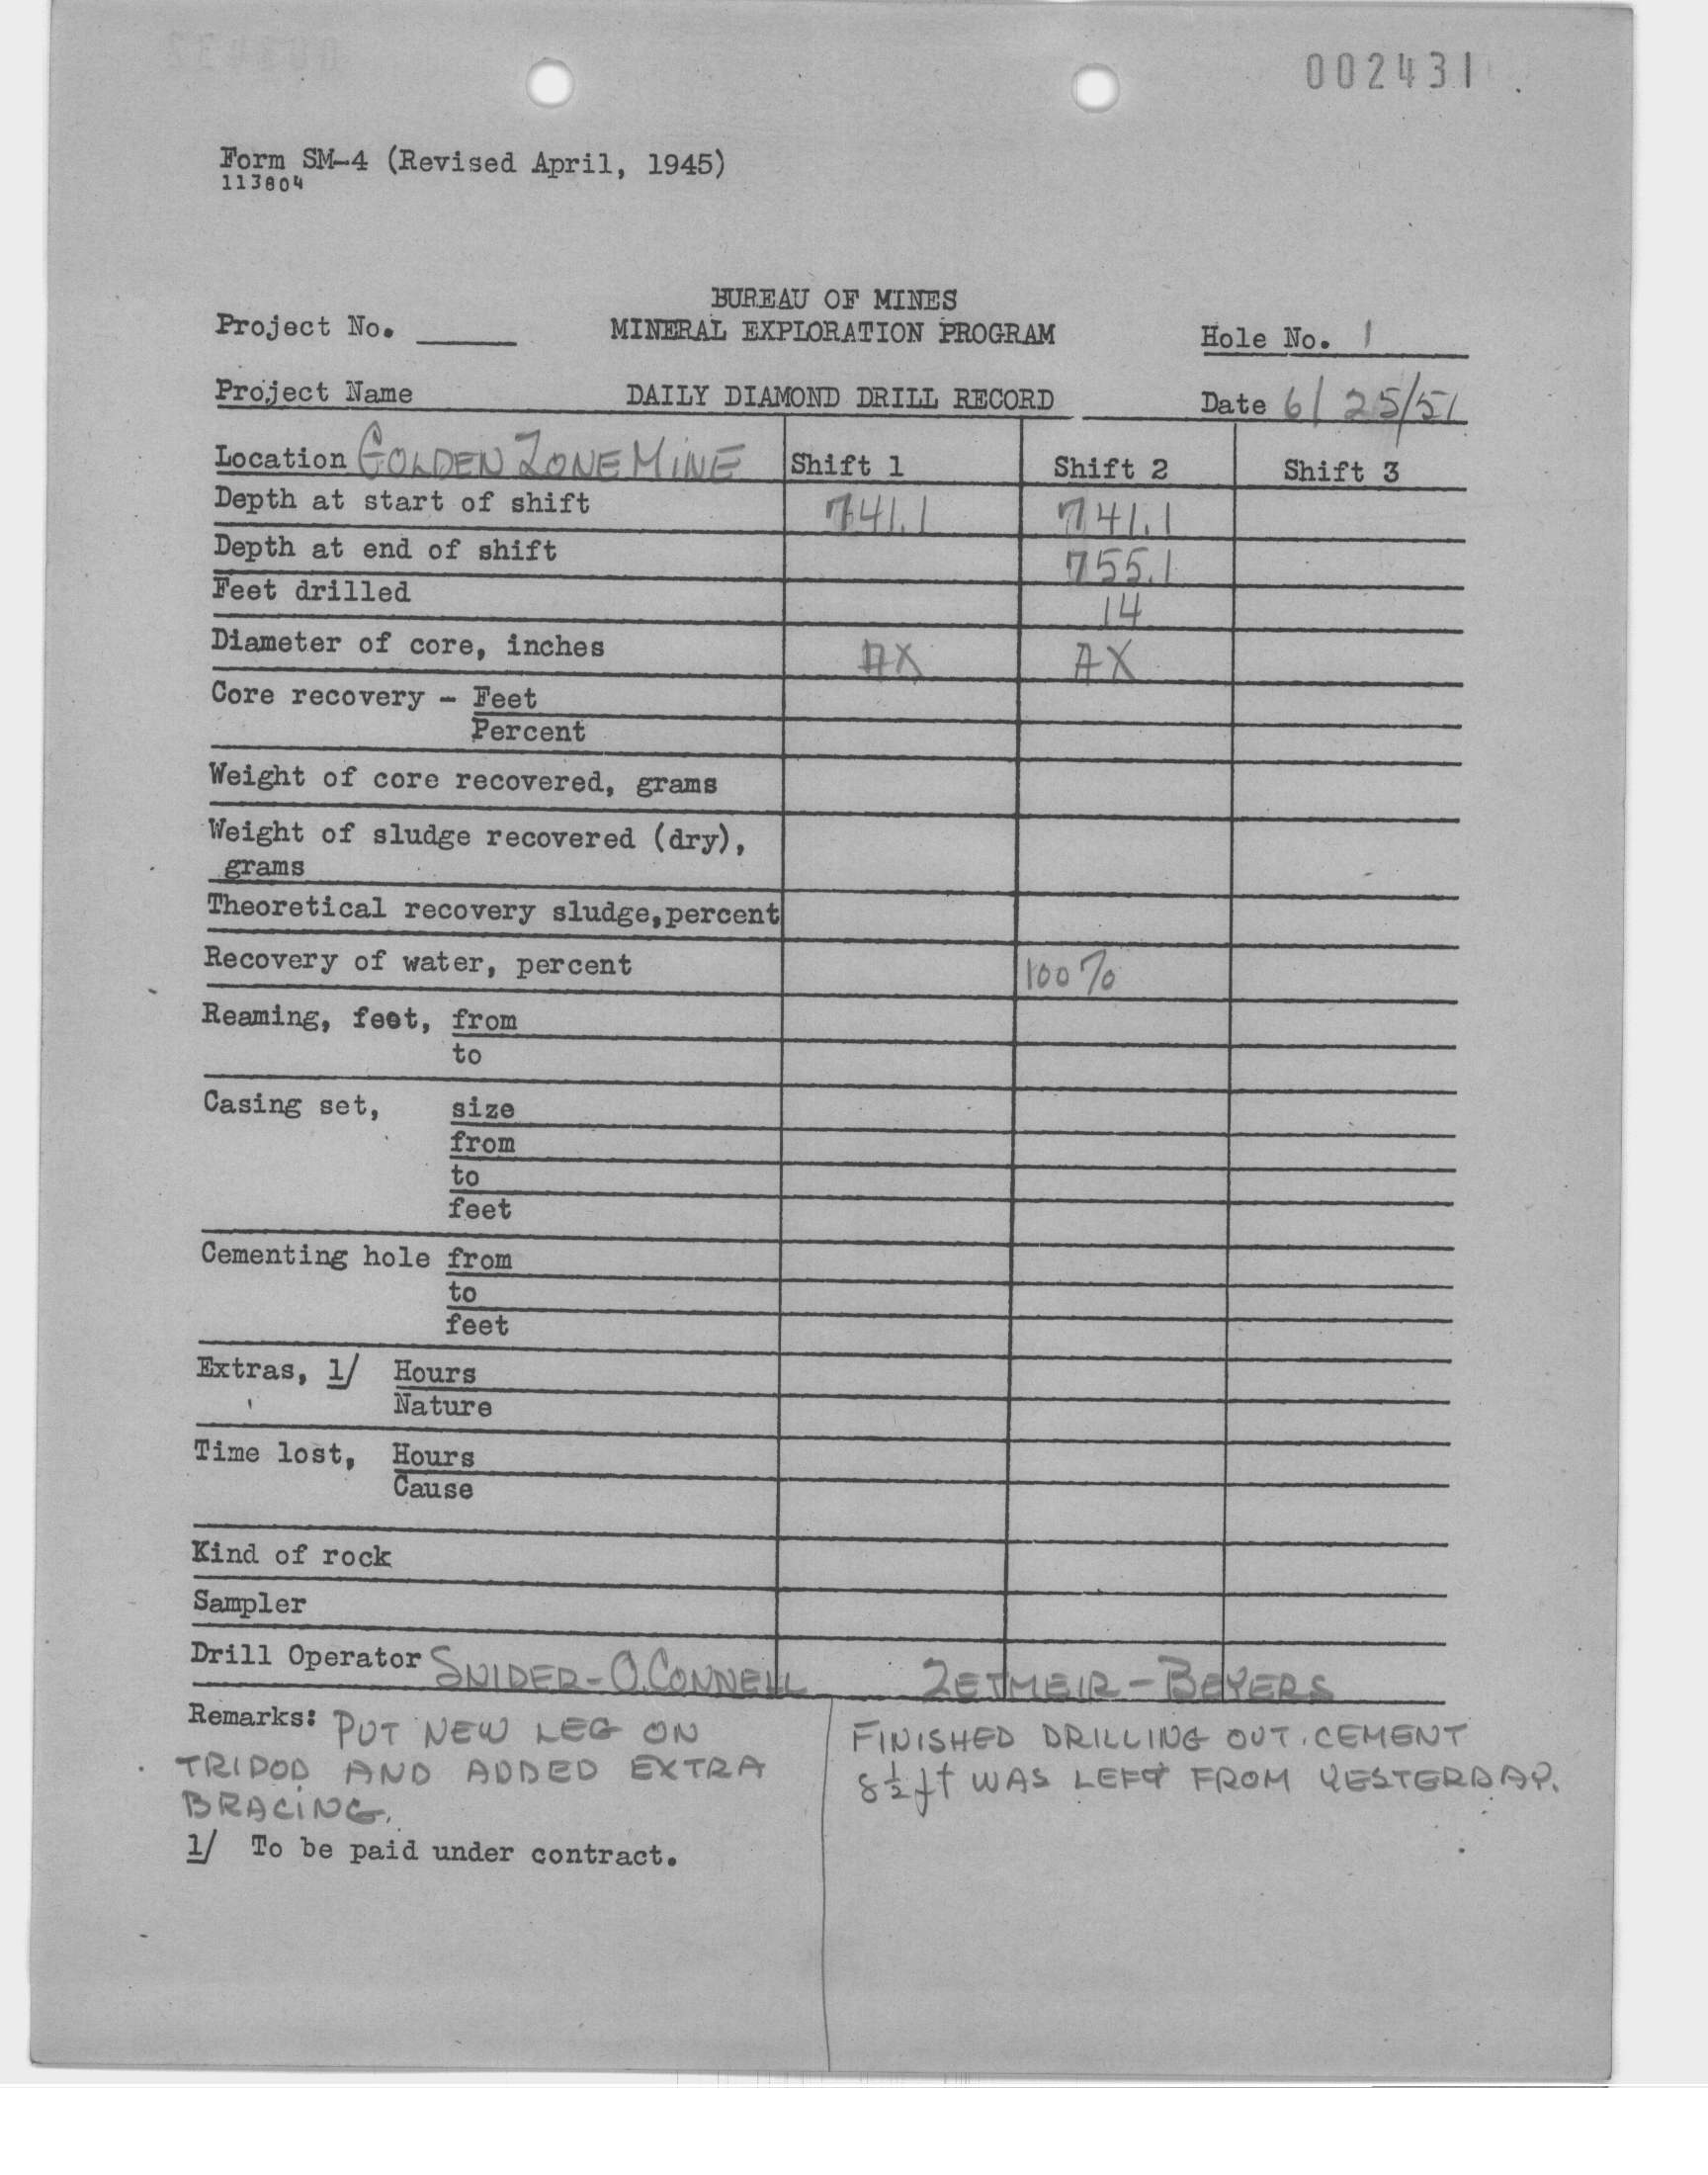 002431
Form SM-4 (Revised April, 1945)
113804
BUREAU OF MINES
Project No. MINERAL EXPLORATION PROGRAM Hole No. 1
Project Name DAILY DIAMOND DRILL RECORD Date 6/25/51
Location GOLDEN ZONE MINE Shift 1 Shift 2 Shift 3
Depth at start of shift 741.1 741.1
Depth at end of shift 755.1
Feet drilled 14
Diameter of core, inches AX AX
Core recovery - Feet
Percent
Weight of core recovered, grams
Weight of sludge recovered (dry),
grams
Theoretical recovery sludge,percent
Recovery of water, percent 100%
Reaming, feet, from
to
Casing set, size
from
to
feet
Cementing hole from
to
feet
Extras, 1/ Hours
Nature
Time lost, Hours
Cause
Kind of rock
Sampler
Drill Operator SNIDER-O.CONNELL ZETMEIR-BEYERS
Remarks: PUT NEW LEG ON
TRIPOD AND ADDED EXTRA
BRACING.
FINISHED DRILLING OUT. CEMENT
8½ ft WAS LEFT FROM YESTERDAY.
1/ To be paid under contract.